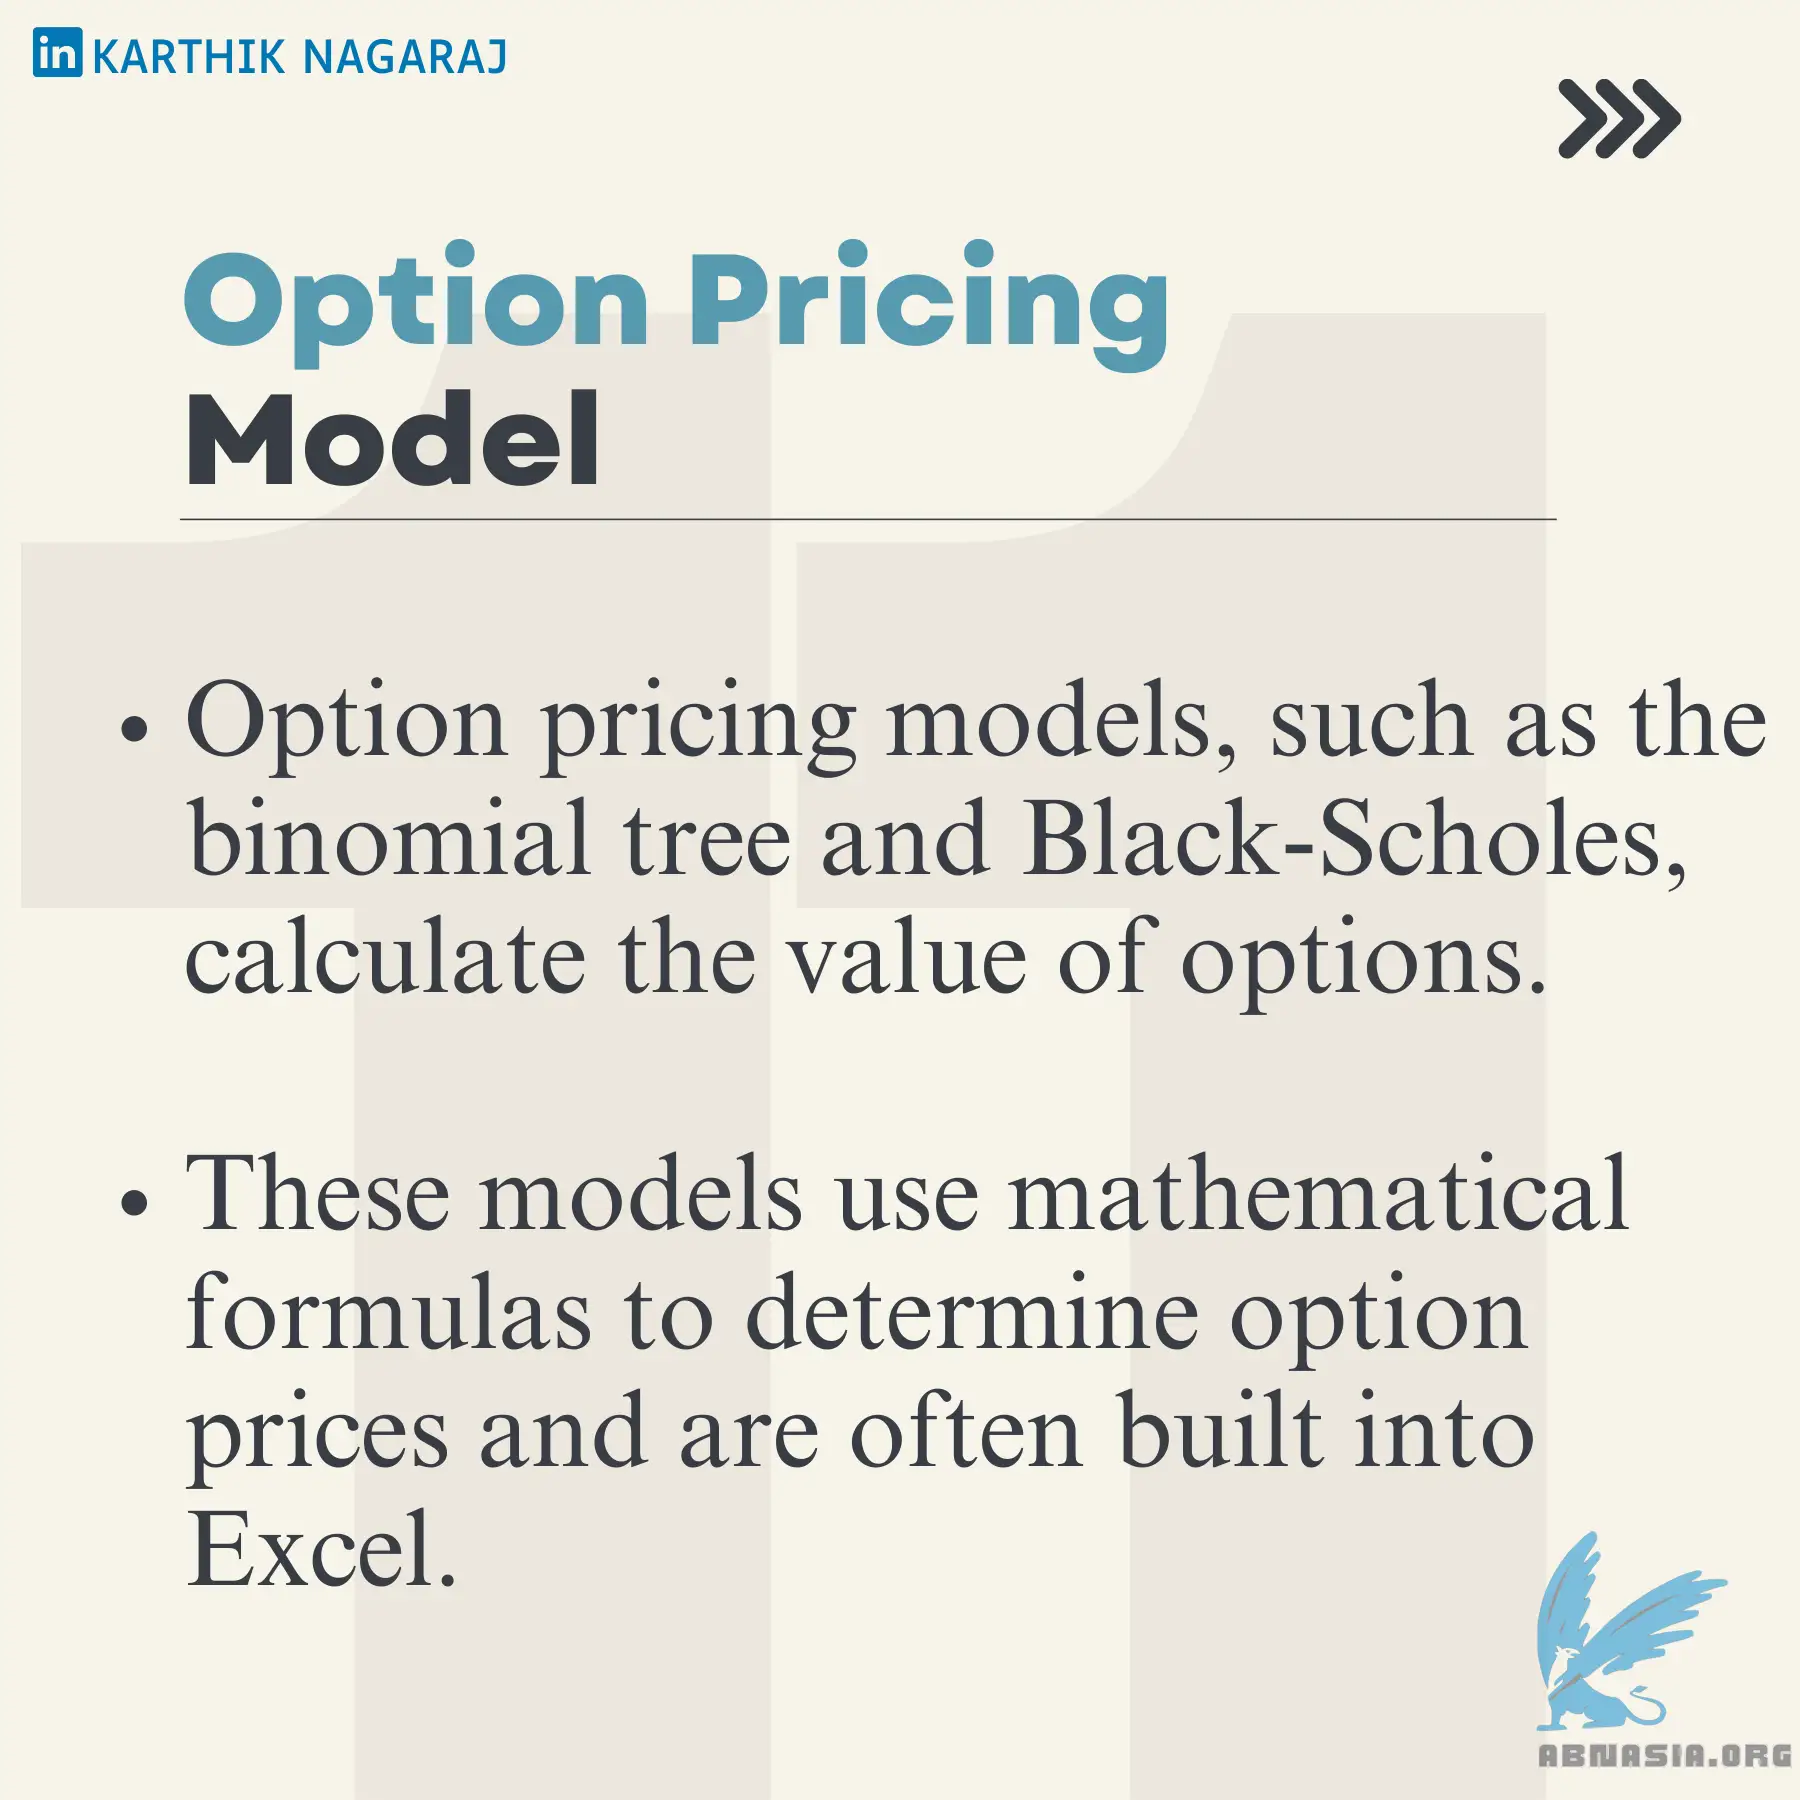 in KARTHIK NAGARAJ
Option Pricing
Model
• Option pricing models, such as the
binomial tree and Black-Scholes,
calculate the value of options.
• These models use mathematical
formulas to determine option
prices and are often built into
Excel.
11
ABNASIA.ORG